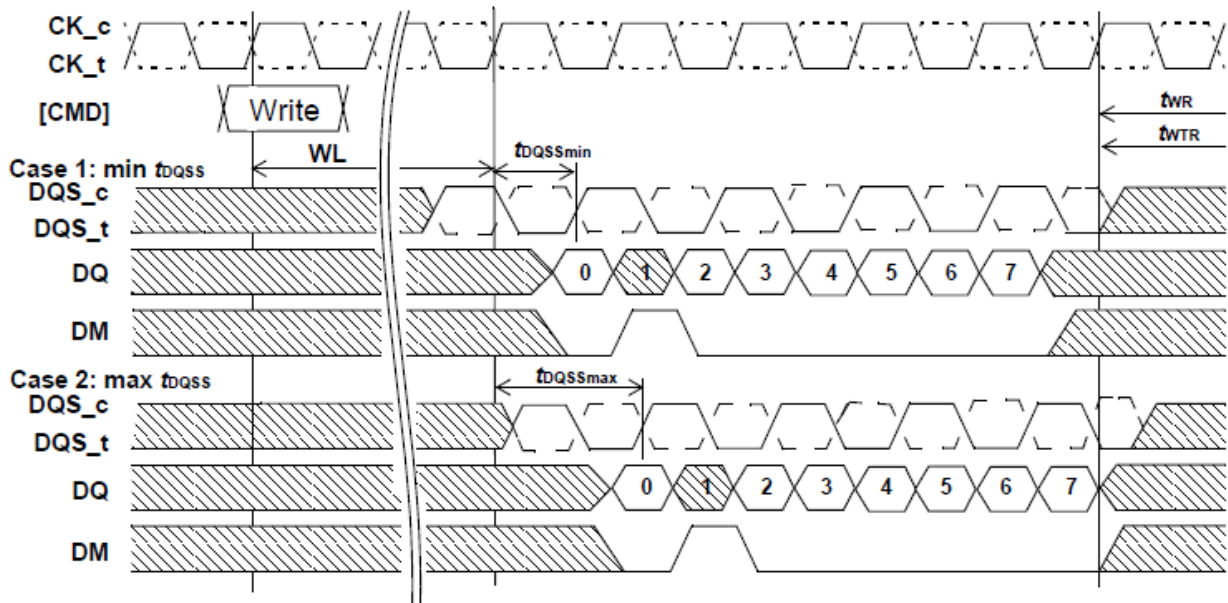 CK_c
CK_t
[CMD] Write
tWR
WL tDQSSmin tWTR
Case 1: min tDQSS
DQS_c
DQS_t
DQ 0 1 2 3 4 5 6 7
DM
Case 2: max tDQSS tDQSSmax
DQS_c
DQS_t
DQ 0 1 2 3 4 5 6 7
DM